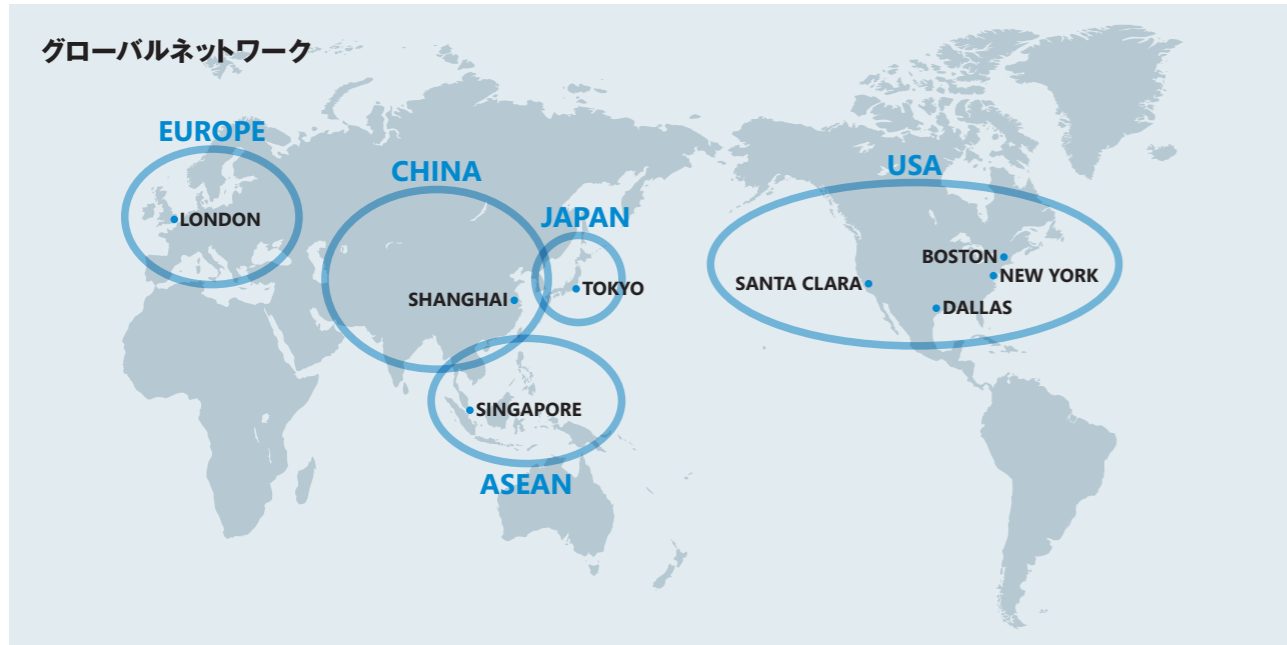 グローバルネットワーク
EUROPE
LONDON
CHINA
SHANGHAI
JAPAN
TOKYO
SINGAPORE
ASEAN
USA
BOSTON
NEW YORK
SANTA CLARA
DALLAS